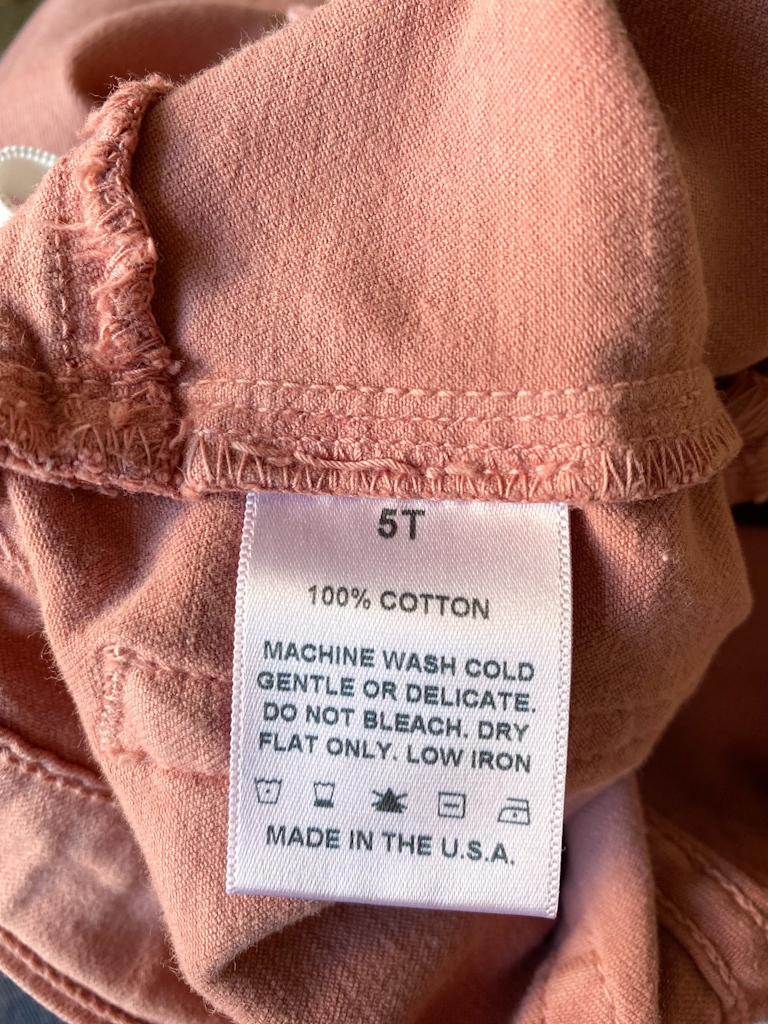 5T
100% COTTON
MACHINE WASH COLD
GENTLE OR DELICATE.
DO NOT BLEACH. DRY
FLAT ONLY. LOW IRON
MADE IN THE U.S.A.